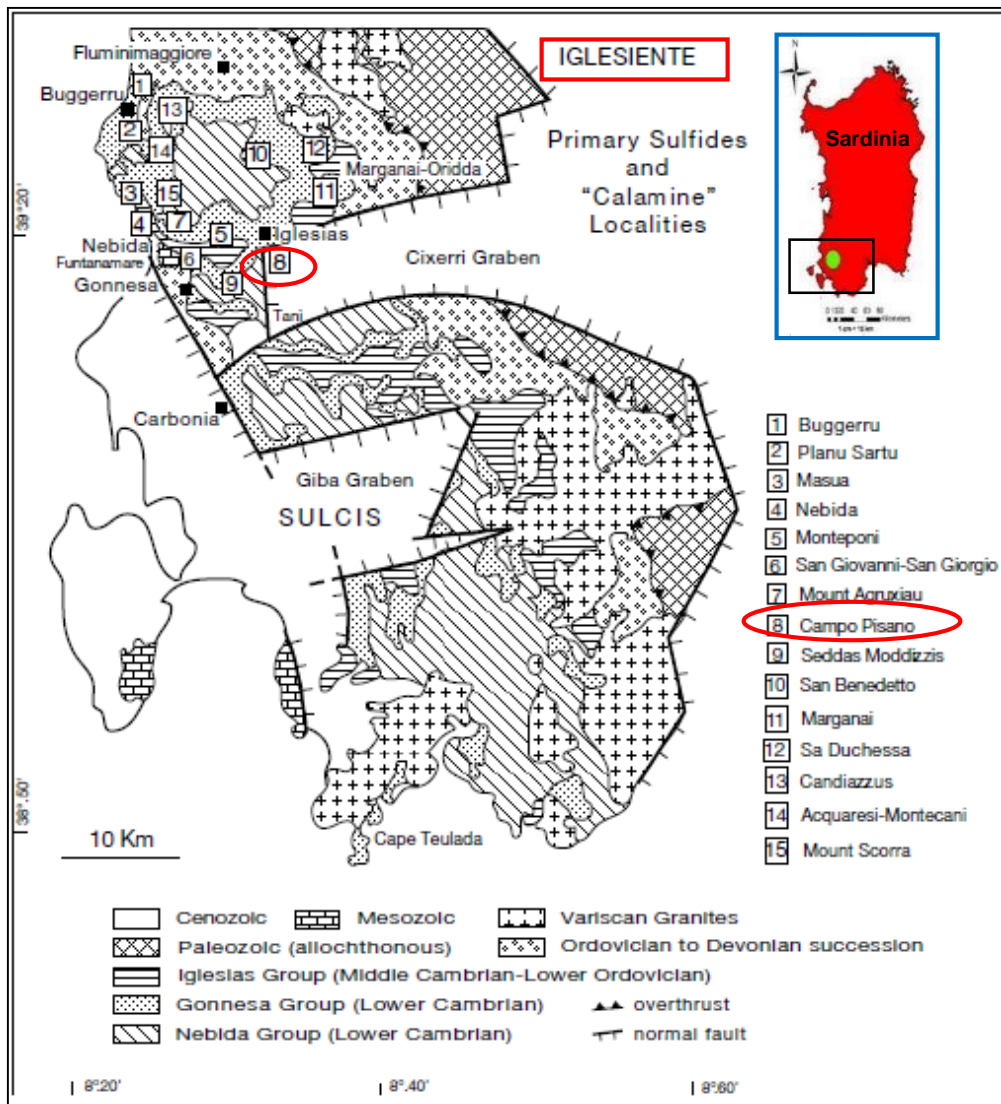 IGLESIENTE
Primary Sulfides
and
“Calamine”
Localities
N
Sardinia
Fluminimaggiore
Buggerru
1
13
2
14
10
12
Marganai-Oridda
3
15
11
4
7
5
Iglesias
Nebida
Funtanamare
6
8
Gonnesa
9
Cixerri Graben
Tani
Carbonia
Giba Graben
SULCIS
Cape Teulada
10 Km
39°.20'
38°.50'
1 Buggerru
2 Planu Sartu
3 Masua
4 Nebida
5 Monteponi
6 San Giovanni-San Giorgio
7 Mount Agruxiau
8 Campo Pisano
9 Seddas Moddizzis
10 San Benedetto
11 Marganai
12 Sa Duchessa
13 Candiazzus
14 Acquaresi-Montecani
15 Mount Scorra
Cenozoic Mesozoic Variscan Granites
Paleozoic (allochthonous) Ordovician to Devonian succession
Iglesias Group (Middle Cambrian-Lower Ordovician)
Gonnesa Group (Lower Cambrian) overthrust
Nebida Group (Lower Cambrian) normal fault
8°.20' 8°.40' 8°.60'